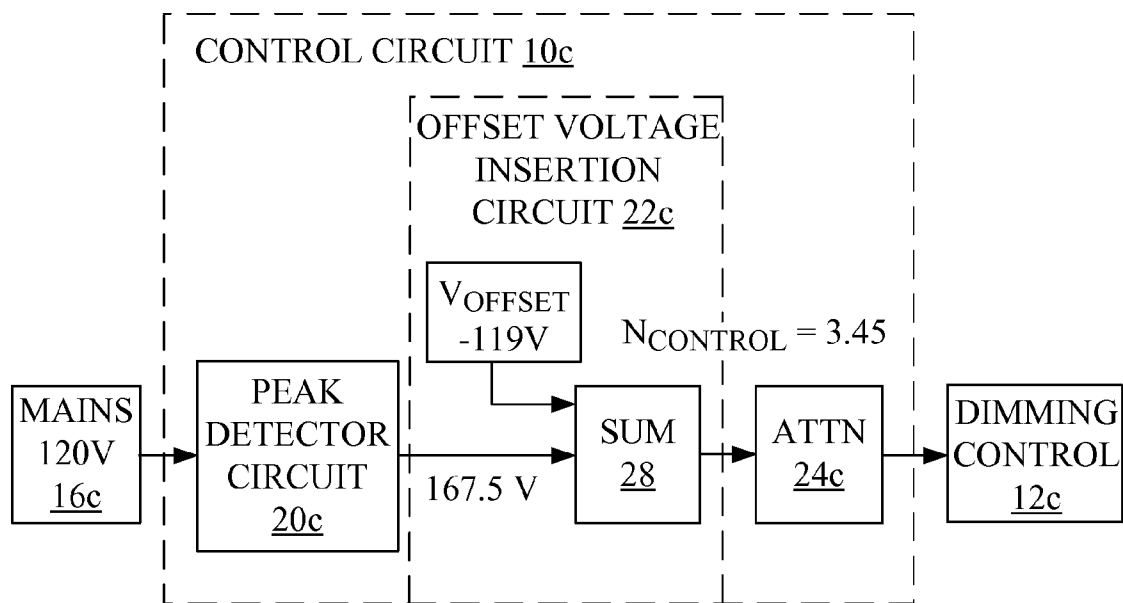 CONTROL CIRCUIT 10c
OFFSET VOLTAGE
INSERTION
CIRCUIT 22c
VOFFSET
-119V
NCONTROL = 3.45
MAINS
120V
16c
PEAK
DETECTOR
CIRCUIT
20c
167.5 V
SUM
28
ATTN
24c
DIMMING
CONTROL
12c